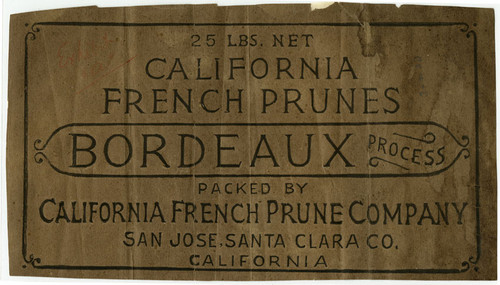 25 LBS. NET
CALIFORNIA
FRENCH PRUNES
BORDEAUX PROCESS
PACKED BY
CALIFORNIA FRENCH PRUNE COMPANY
SAN JOSE, SANTA CLARA CO.
CALIFORNIA